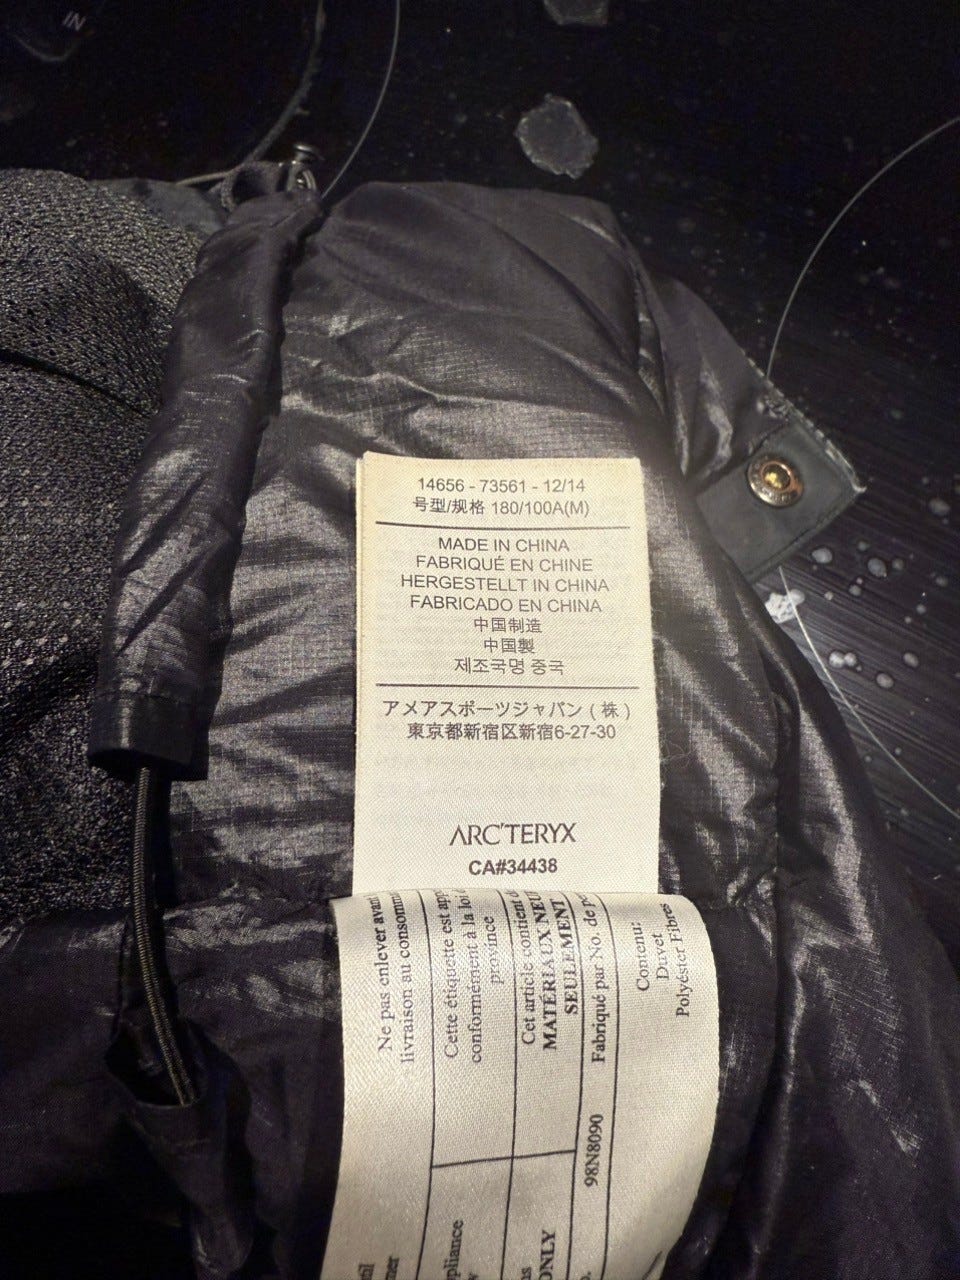 IN
14656 - 73561 - 12/14
号型/规格 180/100A(M)
MADE IN CHINA
FABRIQUÉ EN CHINE
HERGESTELLT IN CHINA
FABRICADO EN CHINA
中国制造
中国製
제조국명 중국
アメアスポーツジャパン ( 株 )
東京都新宿区新宿6-27-30
ARC'TERYX
CA#34438
Ne pas enlever avant
livraison au consomm
Cette étiquette est
conformément à la loi
province
Cet article contient
MATÉRIAUX NEU
SEULEMENT
Fabriqué par No. de
98N8090
Contenu:
Duvet
Polyéster Fibres
ONLY